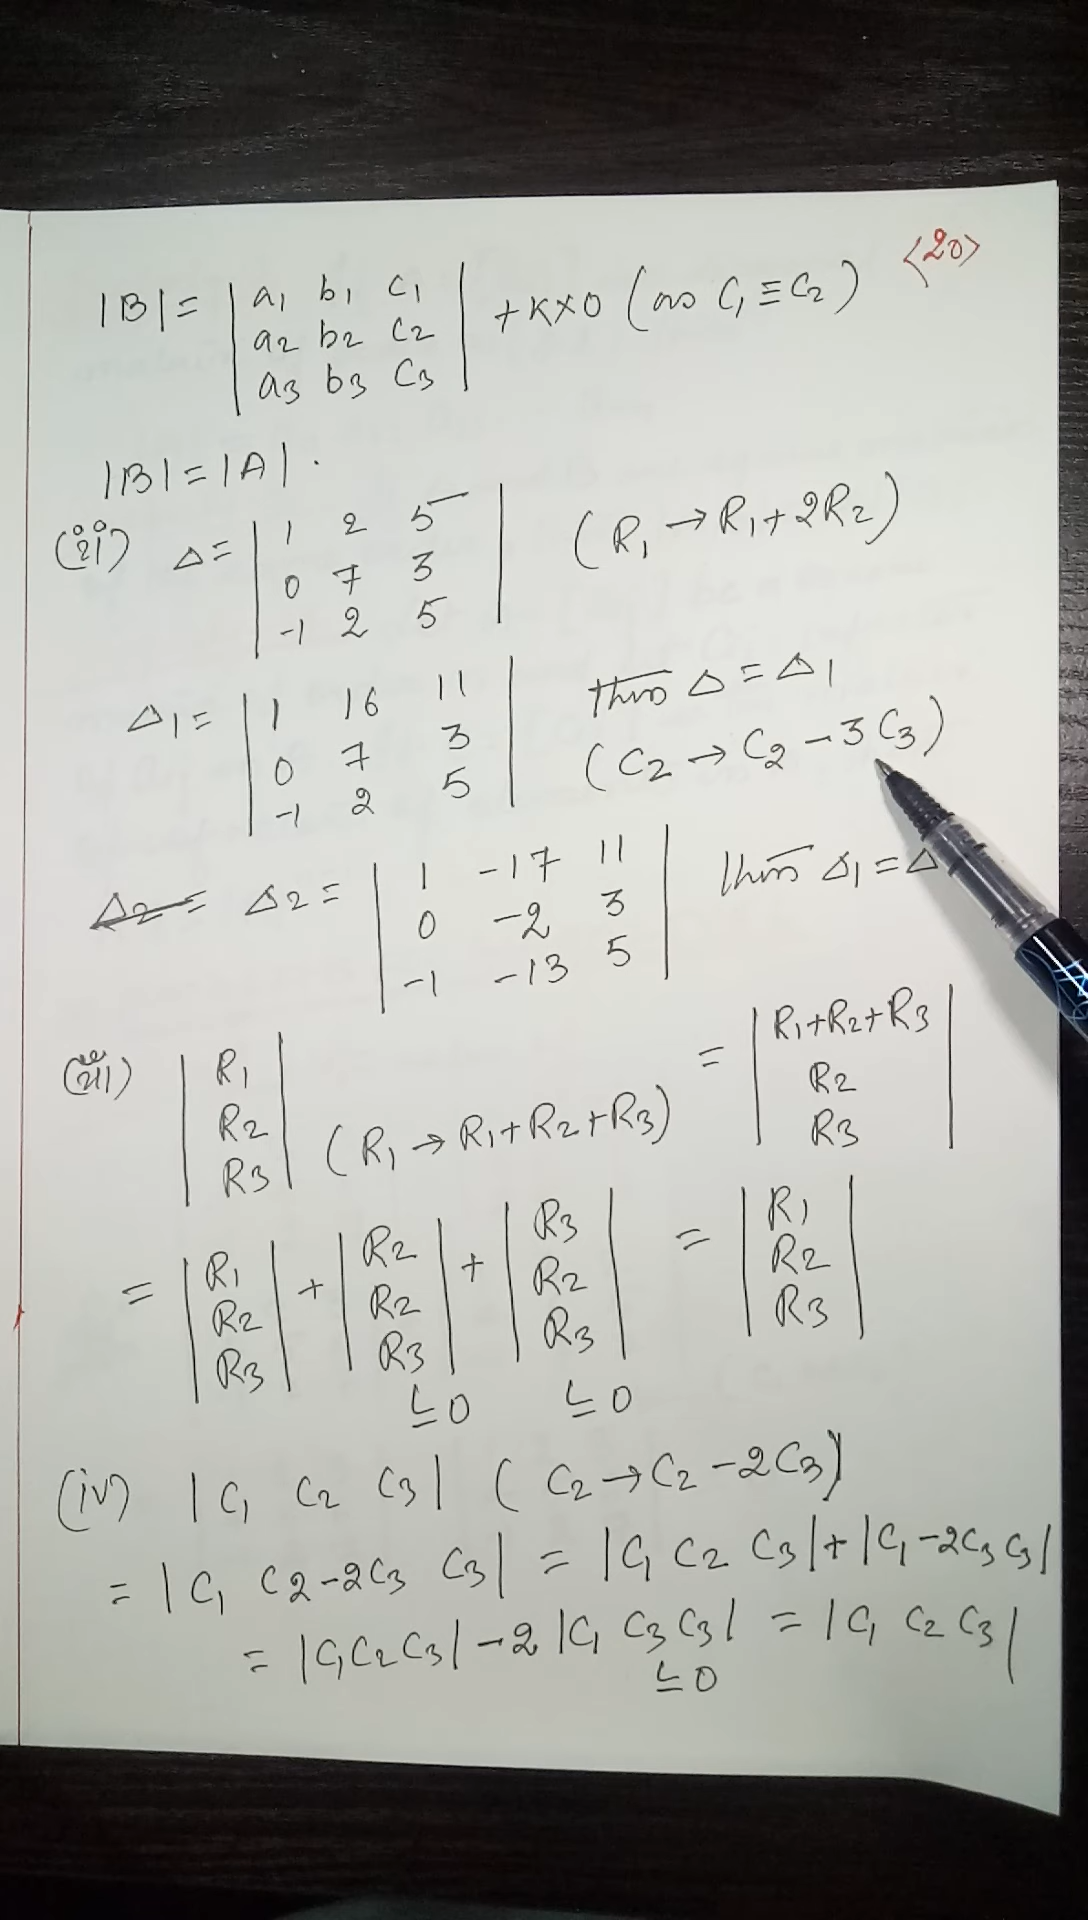 <20>
|B| = | a1 b1 c1 | + K×0 (as C1 ≡ C2)
| a2 b2 c2 |
| a3 b3 c3 |
|B| = |A|.
(ii) Δ = | 1 2 5 | (R1 → R1 + 2R2)
| 0 7 3 |
| -1 2 5 |
Δ1 = | 1 16 11 | Thus Δ = Δ1
| 0 7 3 | (C2 → C2 - 3C3)
| -1 2 5 |
Δ2 = Δ2 = | 1 -17 11 | Thus Δ1 = Δ
| 0 -2 3 |
| -1 -13 5 |
(iii) | R1 | (R1 → R1+R2+R3) = | R1+R2+R3 |
| R2 | | R2 |
| R3 | | R3 |
= | R1 | + | R2 | + | R3 | = | R1 |
| R2 | | R2 | | R2 | | R2 |
| R3 | | R3 | | R3 | | R3 |
= 0 = 0
(iv) | C1 C2 C3 | ( C2 → C2 - 2C3)
= | C1 C2-2C3 C3 | = | C1 C2 C3 | + | C1 -2C3 C3 |
= | C1 C2 C3 | - 2 | C1 C3 C3 | = | C1 C2 C3 |
= 0